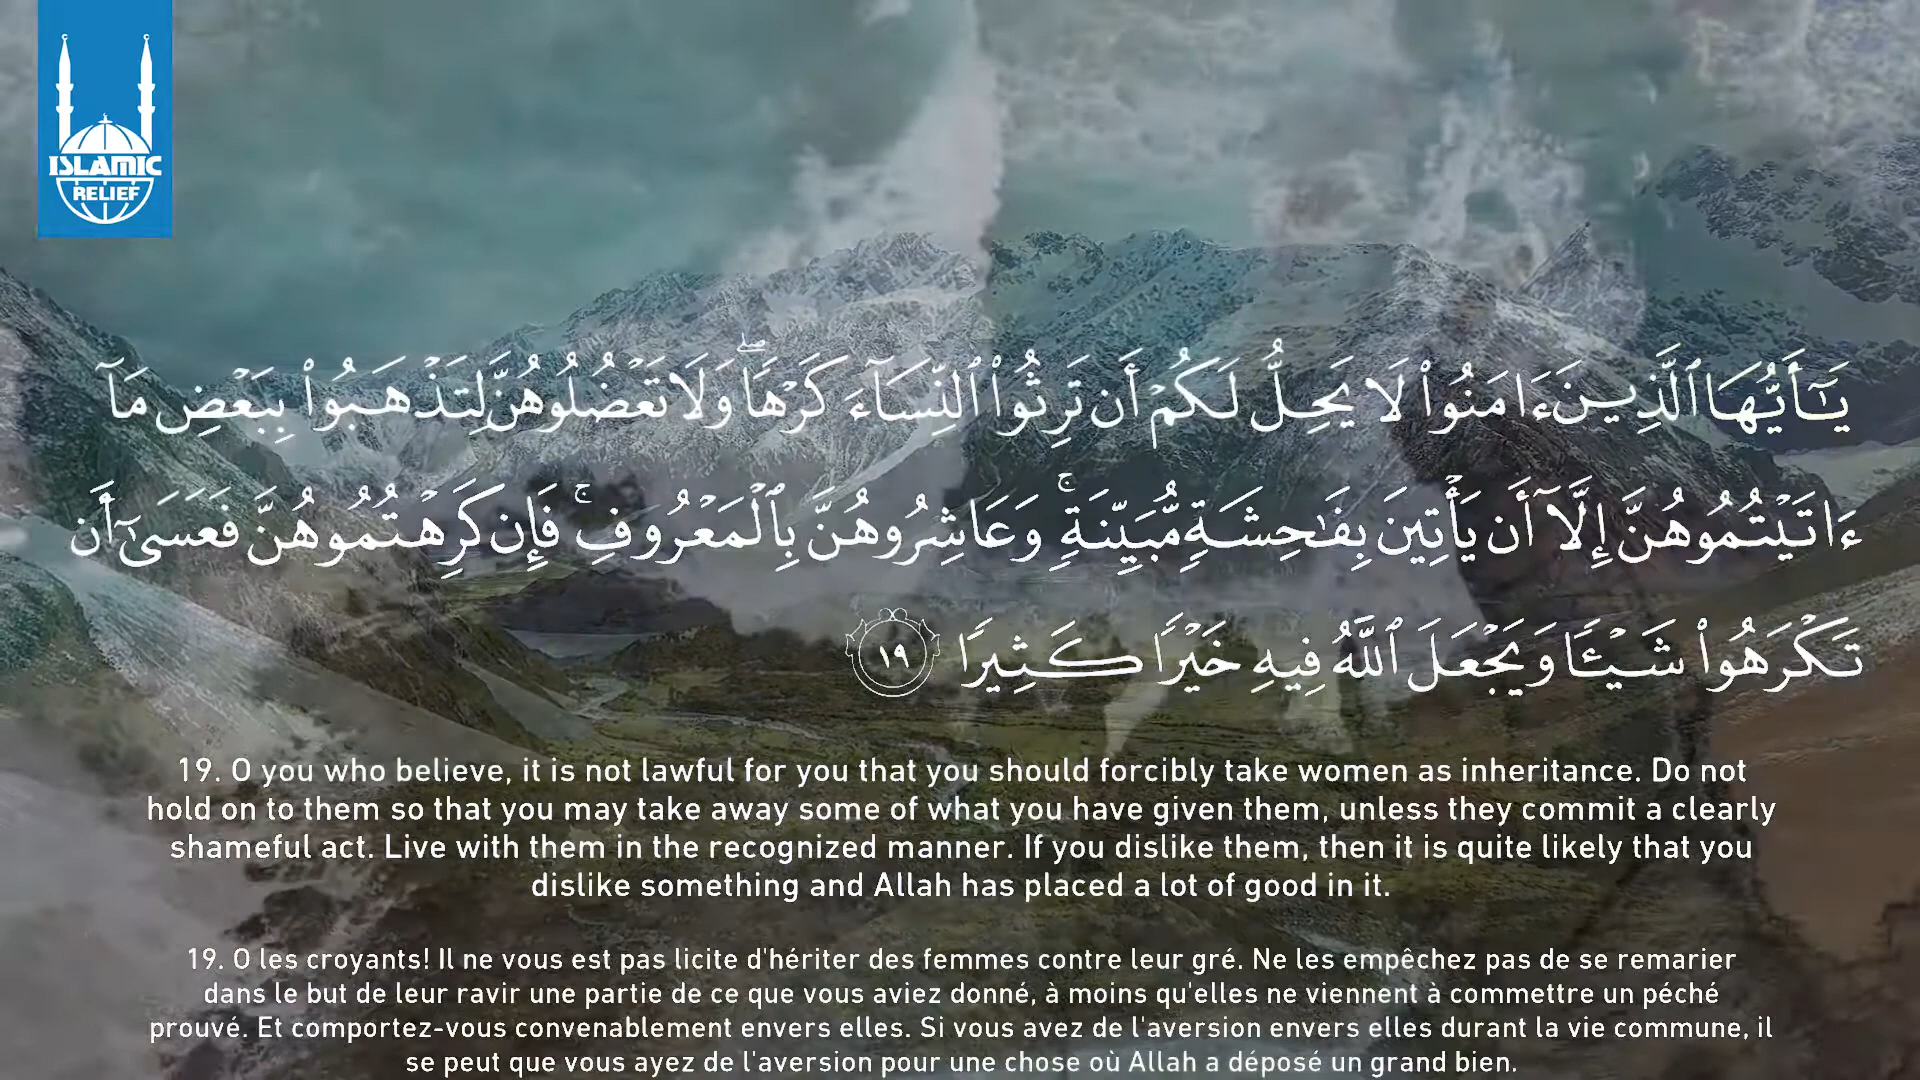 ISLAMIC
RELIEF
يَٰٓأَيُّهَا ٱلَّذِينَ ءَامَنُوا۟ لَا يَحِلُّ لَكُمْ أَن تَرِثُوا۟ ٱلنِّسَآءَ كَرْهًا ۖ وَلَا تَعْضُلُوهُنَّ لِتَذْهَبُوا۟ بِبَعْضِ مَآ
ءَاتَيْتُمُوهُنَّ إِلَّآ أَن يَأْتِينَ بِفَٰحِشَةٍ مُّبَيِّنَةٍ ۚ وَعَاشِرُوهُنَّ بِٱلْمَعْرُوفِ ۚ فَإِن كَرِهْتُمُوهُنَّ فَعَسَىٰٓ أَن
تَكْرَهُوا۟ شَيْـًٔا وَيَجْعَلَ ٱللَّهُ فِيهِ خَيْرًا كَثِيرًا ١٩
19. O you who believe, it is not lawful for you that you should forcibly take women as inheritance. Do not
hold on to them so that you may take away some of what you have given them, unless they commit a clearly
shameful act. Live with them in the recognized manner. If you dislike them, then it is quite likely that you
dislike something and Allah has placed a lot of good in it.
19. O les croyants! Il ne vous est pas licite d'hériter des femmes contre leur gré. Ne les empêchez pas de se remarier
dans le but de leur ravir une partie de ce que vous aviez donné, à moins qu'elles ne viennent à commettre un péché
prouvé. Et comportez-vous convenablement envers elles. Si vous avez de l'aversion envers elles durant la vie commune, il
se peut que vous ayez de l'aversion pour une chose où Allah a déposé un grand bien.